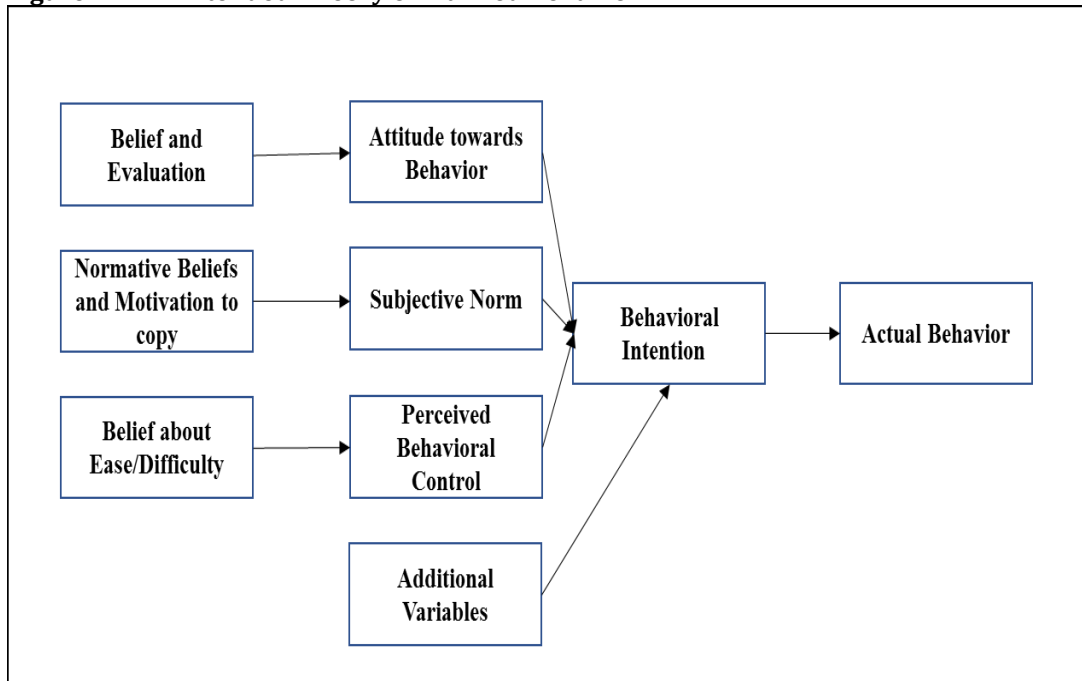 Belief and
Evaluation
Attitude towards
Behavior
Normative Beliefs
and Motivation to
copy
Subjective Norm
Behavioral
Intention
Actual Behavior
Belief about
Ease/Difficulty
Perceived
Behavioral
Control
Additional
Variables